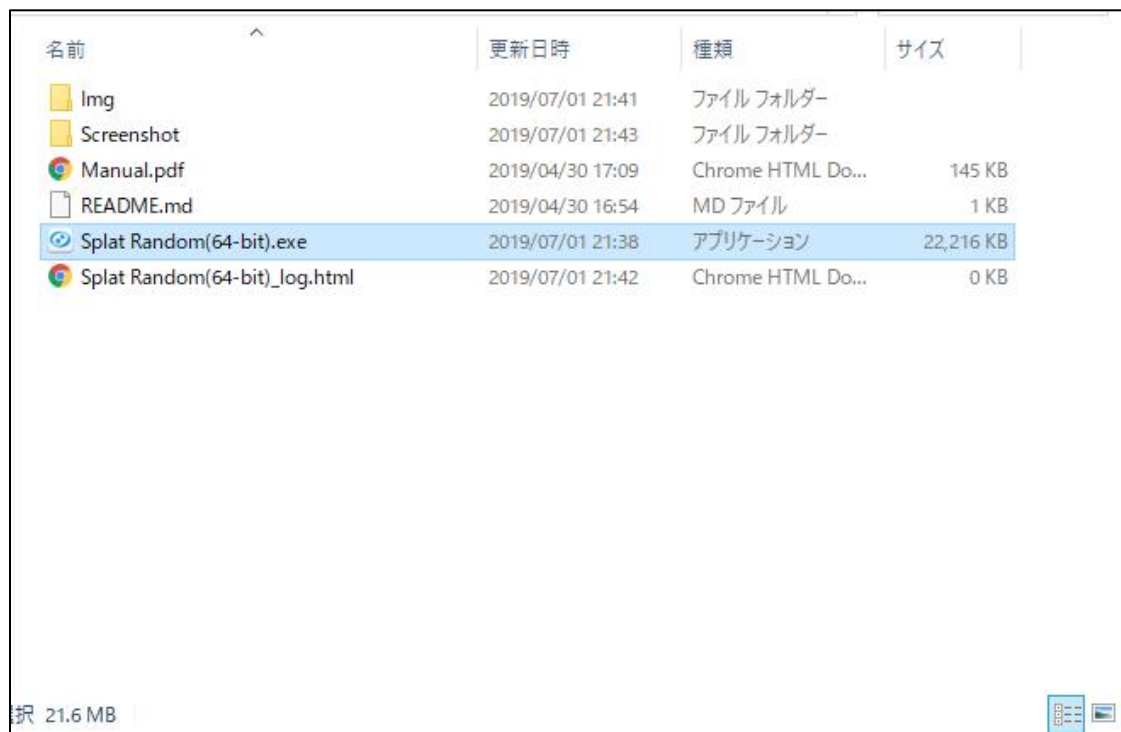 名前 更新日時 種類 サイズ
Img 2019/07/01 21:41 ファイル フォルダー
Screenshot 2019/07/01 21:43 ファイル フォルダー
Manual.pdf 2019/04/30 17:09 Chrome HTML Do... 145 KB
README.md 2019/04/30 16:54 MD ファイル 1 KB
Splat Random(64-bit).exe 2019/07/01 21:38 アプリケーション 22,216 KB
Splat Random(64-bit)_log.html 2019/07/01 21:42 Chrome HTML Do... 0 KB
択 21.6 MB